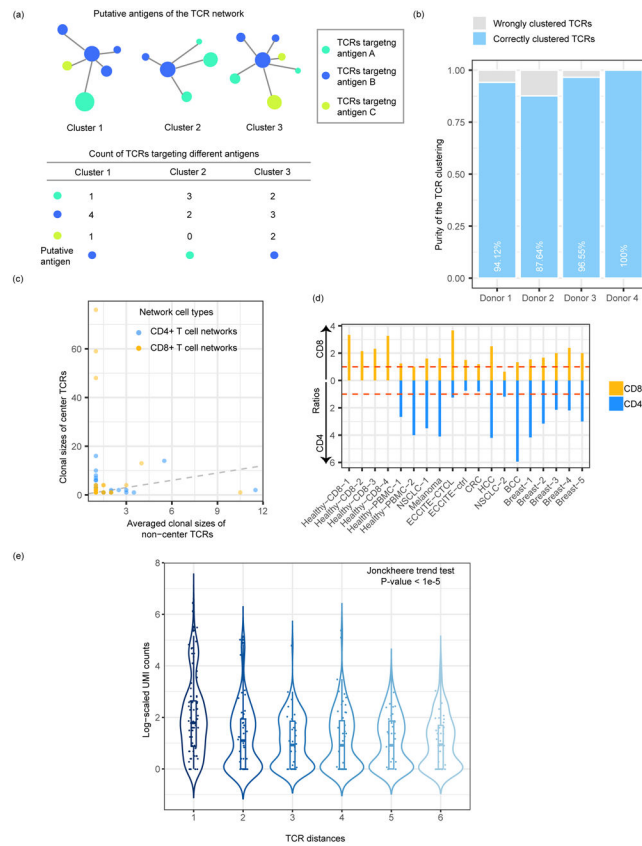 (a)
Putative antigens of the TCR network
Cluster 1
Cluster 2
Cluster 3
TCRs targetng
antigen A
TCRs targetng
antigen B
TCRs targetng
antigen C
Count of TCRs targeting different antigens
Cluster 1 Cluster 2 Cluster 3
1 3 2
4 2 3
1 0 2
Putative
antigen
(b)
Wrongly clustered TCRs
Correctly clustered TCRs
Purity of the TCR clustering
1.00
0.75
0.50
0.25
0.00
94.12%
87.64%
96.55%
100%
Donor 1 Donor 2 Donor 3 Donor 4
(c)
Network cell types
CD4+ T cell networks
CD8+ T cell networks
Clonal sizes of center TCRs
60
40
20
0
3 6 9
Averaged clonal sizes of
non-center TCRs
(d)
CD8
Ratios
CD4
4
2
0
2
4
6
CD8
CD4
Healthy-CD8-1
Healthy-CD8-2
Healthy-CD8-3
Healthy-CD8-4
Healthy-PBMC-1
Healthy-PBMC-2
NSCLC-1
Melanoma
ECCITE-CTCL
ECCITE-ctrl
CRC
HCC
NSCLC-2
BCC
Breast-1
Breast-2
Breast-3
Breast-4
Breast-5
(e)
Jonckheere trend test
P-value < 1e-5
Log-scaled UMI counts
8
6
4
2
0
1 2 3 4 5 6
TCR distances